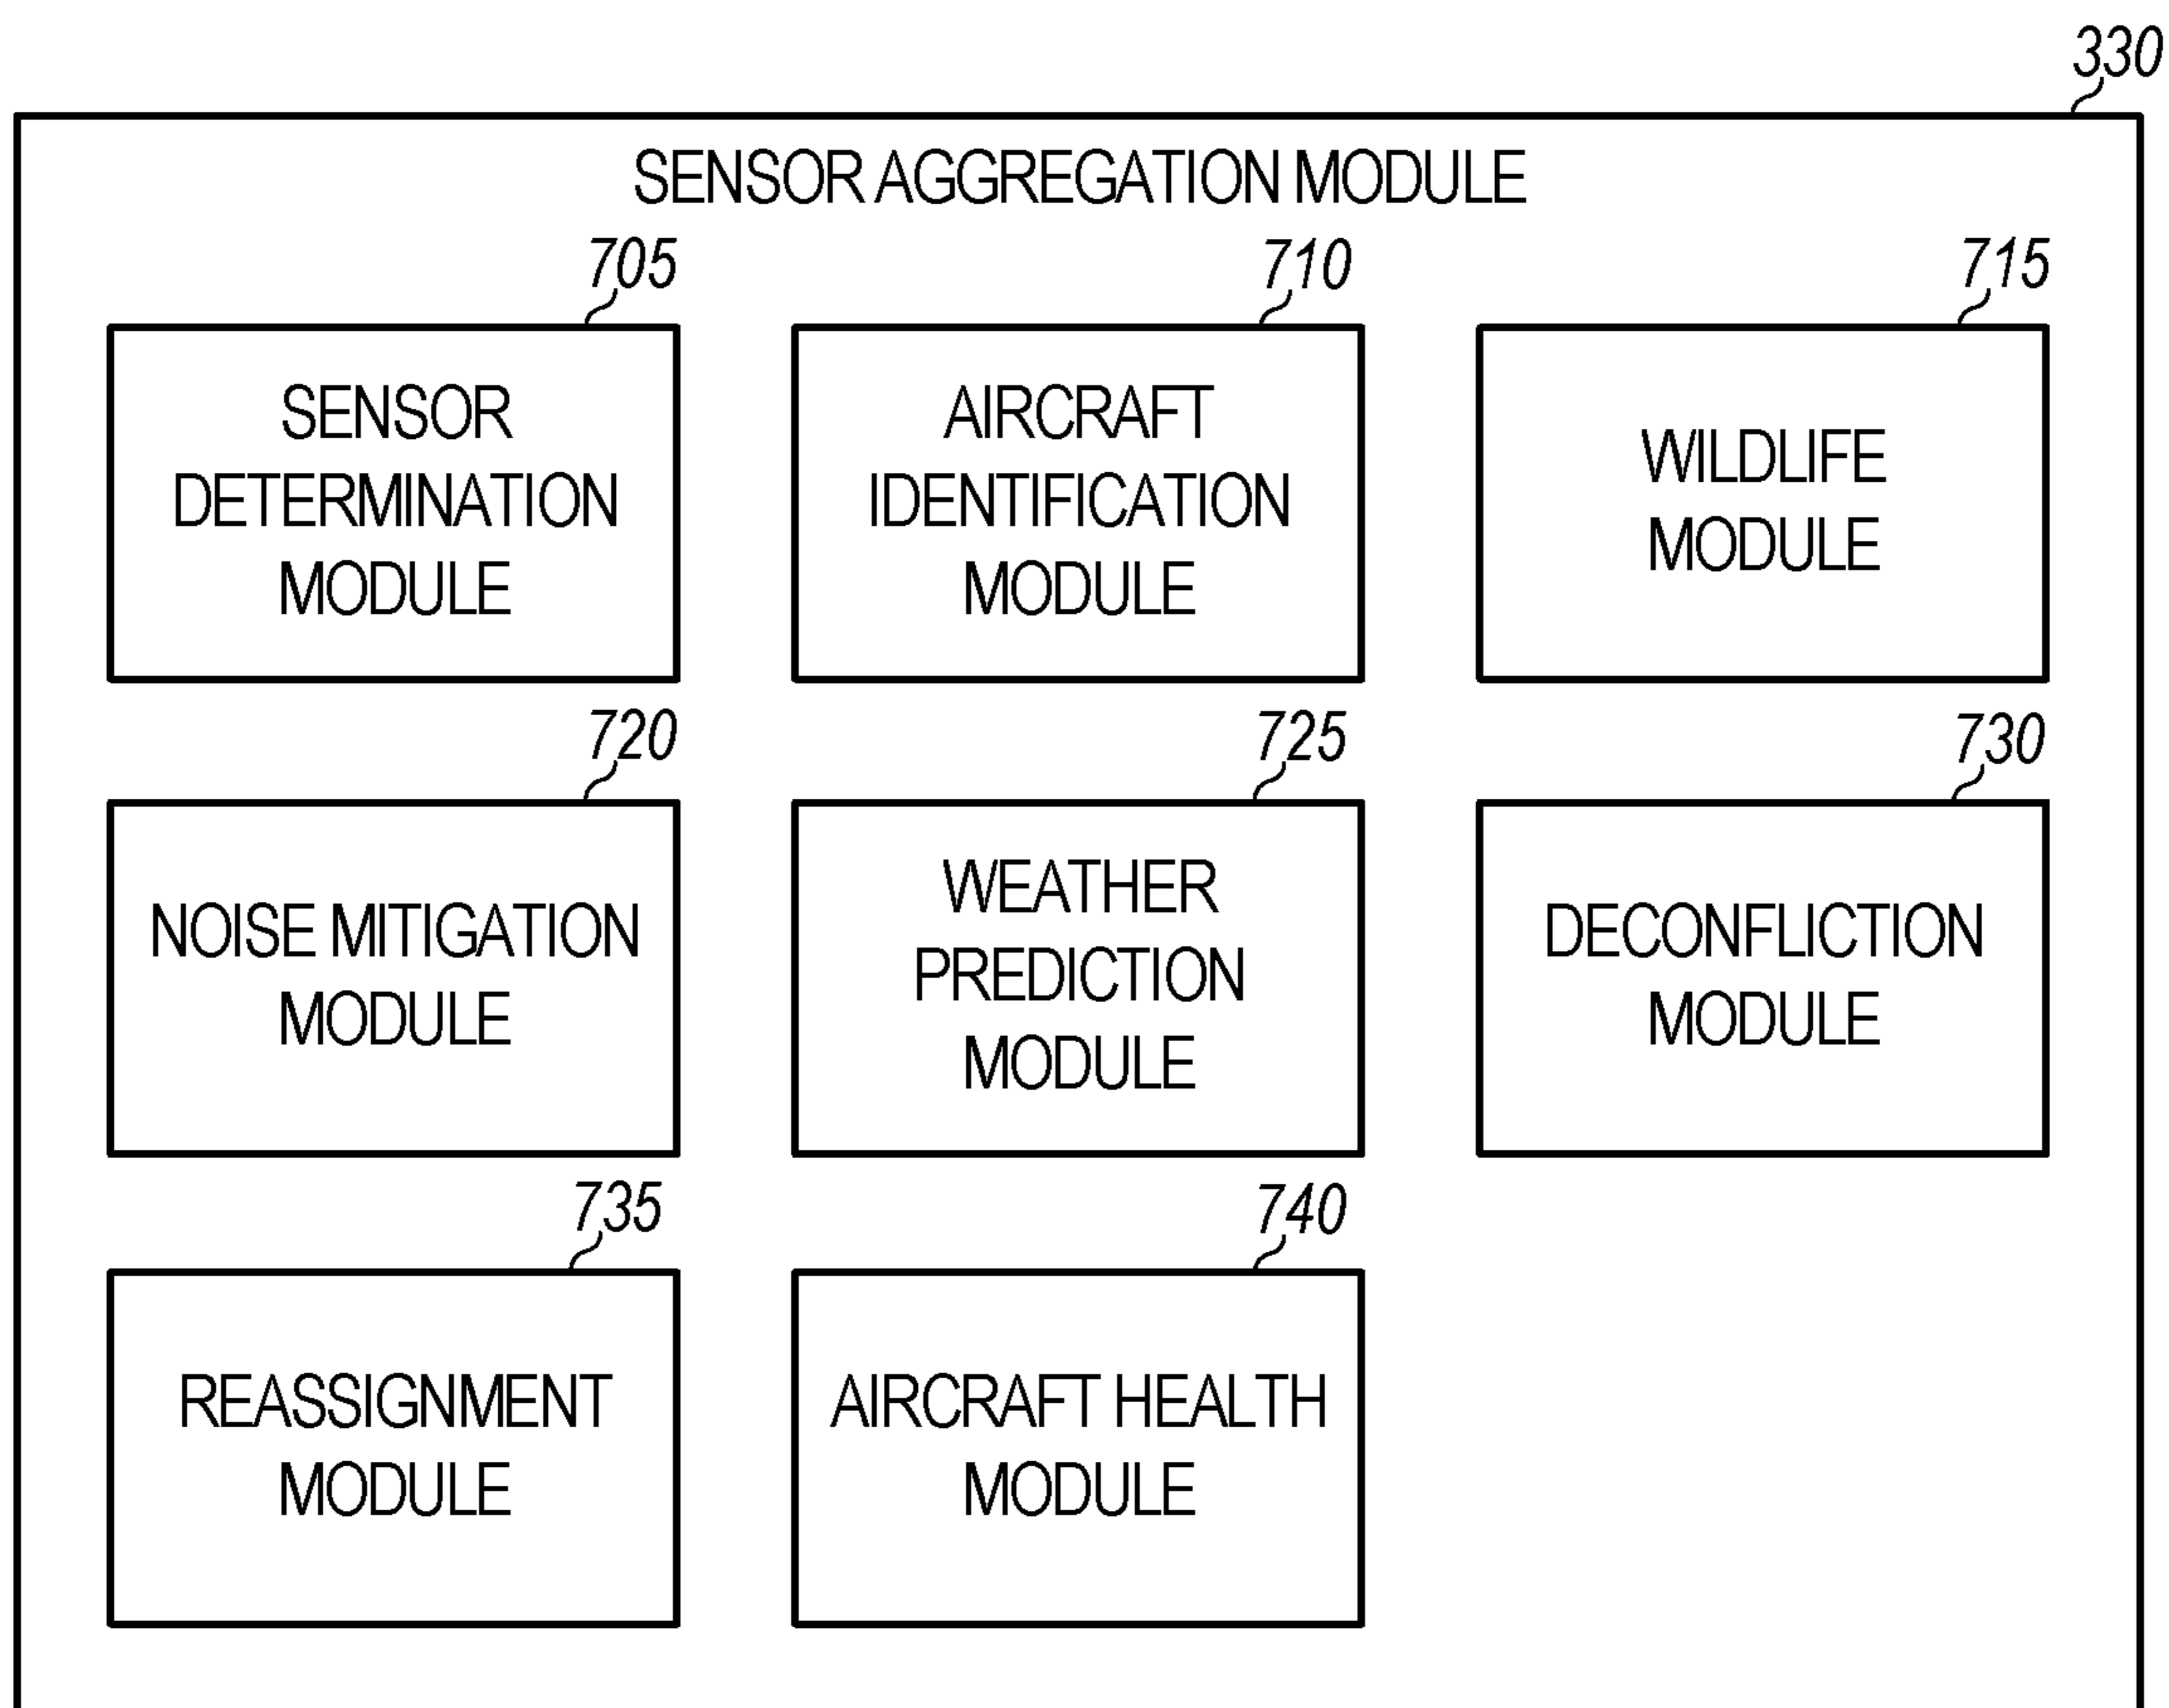 330
SENSOR AGGREGATION MODULE
705
710
715
SENSOR
DETERMINATION
MODULE
AIRCRAFT
IDENTIFICATION
MODULE
WILDLIFE
MODULE
720
725
730
NOISE MITIGATION
MODULE
WEATHER
PREDICTION
MODULE
DECONFLICTION
MODULE
735
740
REASSIGNMENT
MODULE
AIRCRAFT HEALTH
MODULE